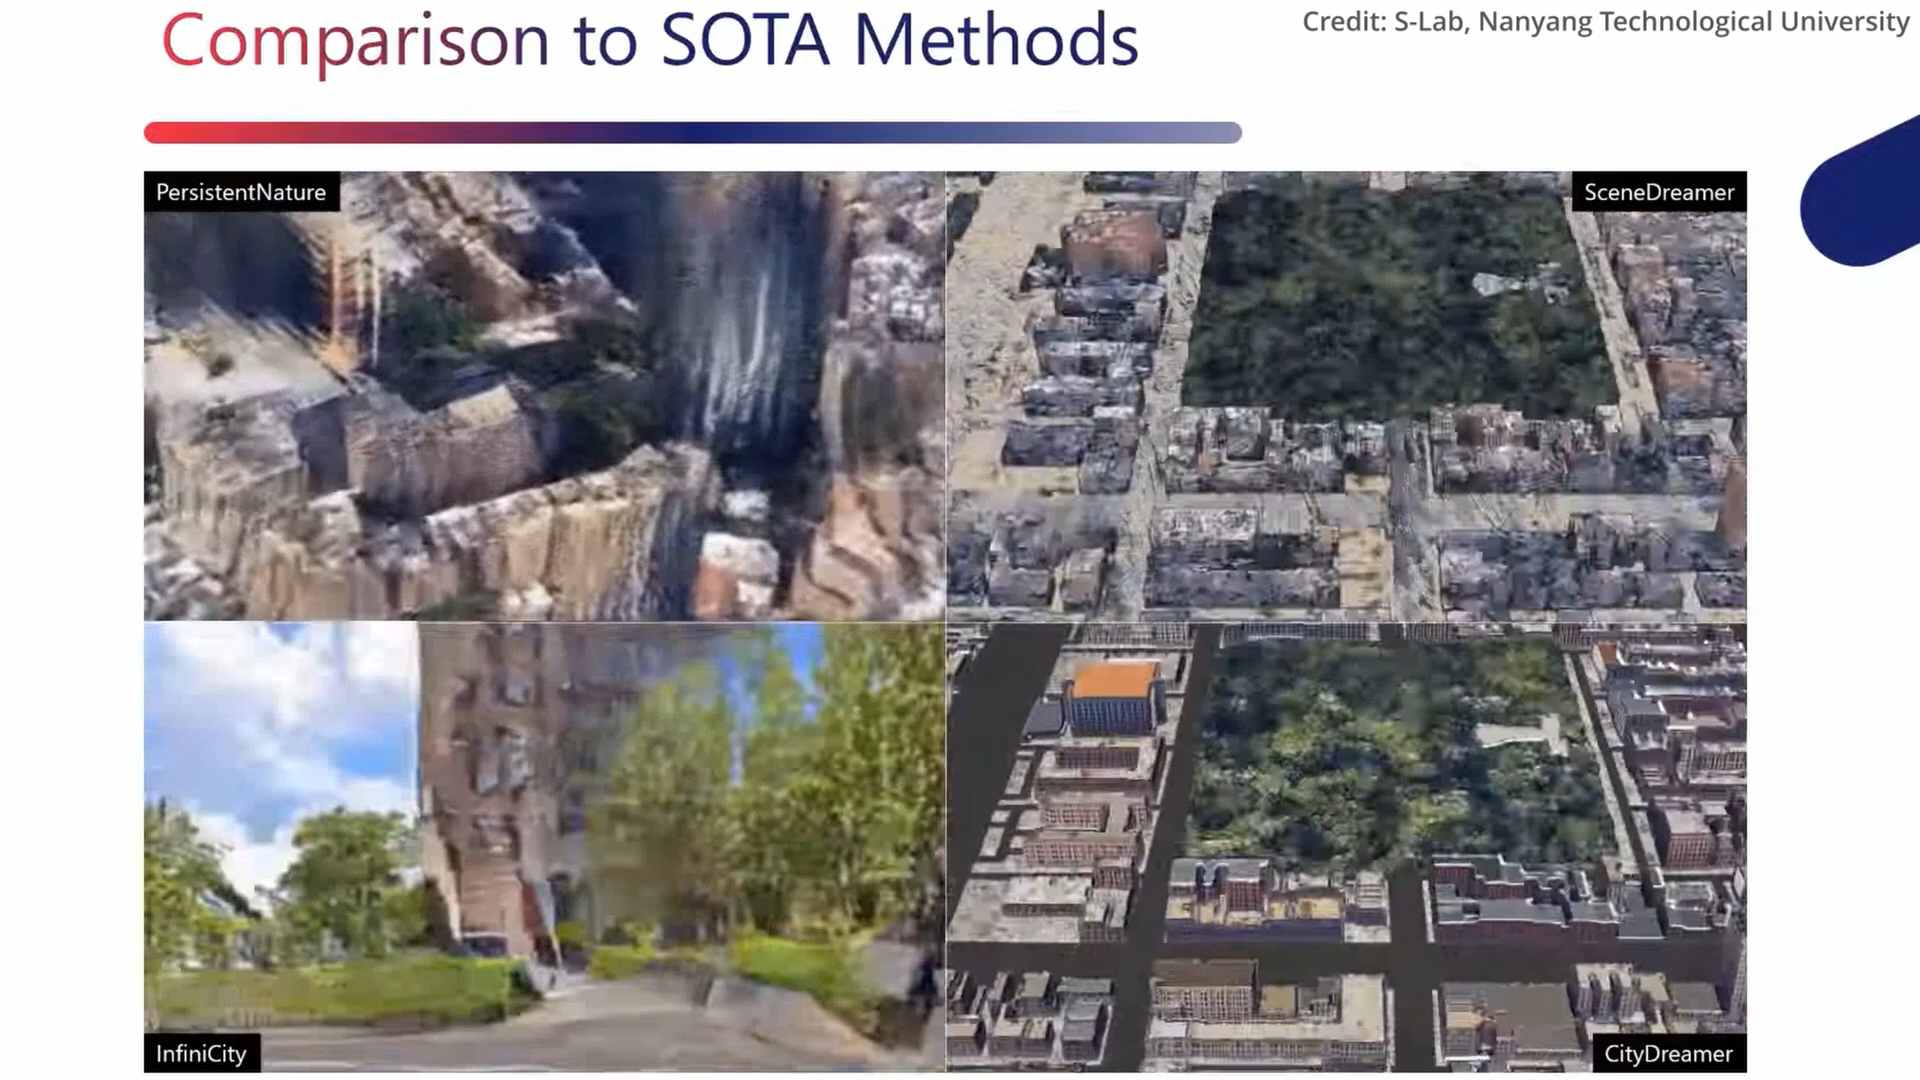 Comparison to SOTA Methods
Credit: S-Lab, Nanyang Technological University
PersistentNature
SceneDreamer
InfiniCity
CityDreamer